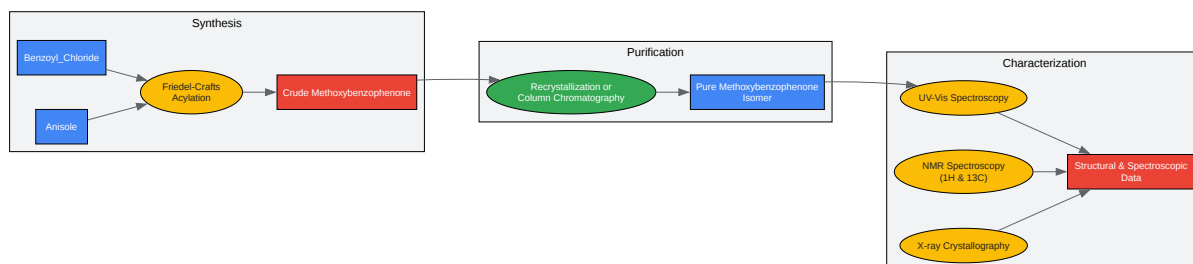 Synthesis
Benzoyl_Chloride
Anisole
Friedel-Crafts
Acylation
Crude Methoxybenzophenone
Purification
Recrystallization or
Column Chromatography
Pure Methoxybenzophenone
Isomer
Characterization
UV-Vis Spectroscopy
NMR Spectroscopy
(1H & 13C)
X-ray Crystallography
Structural & Spectroscopic
Data